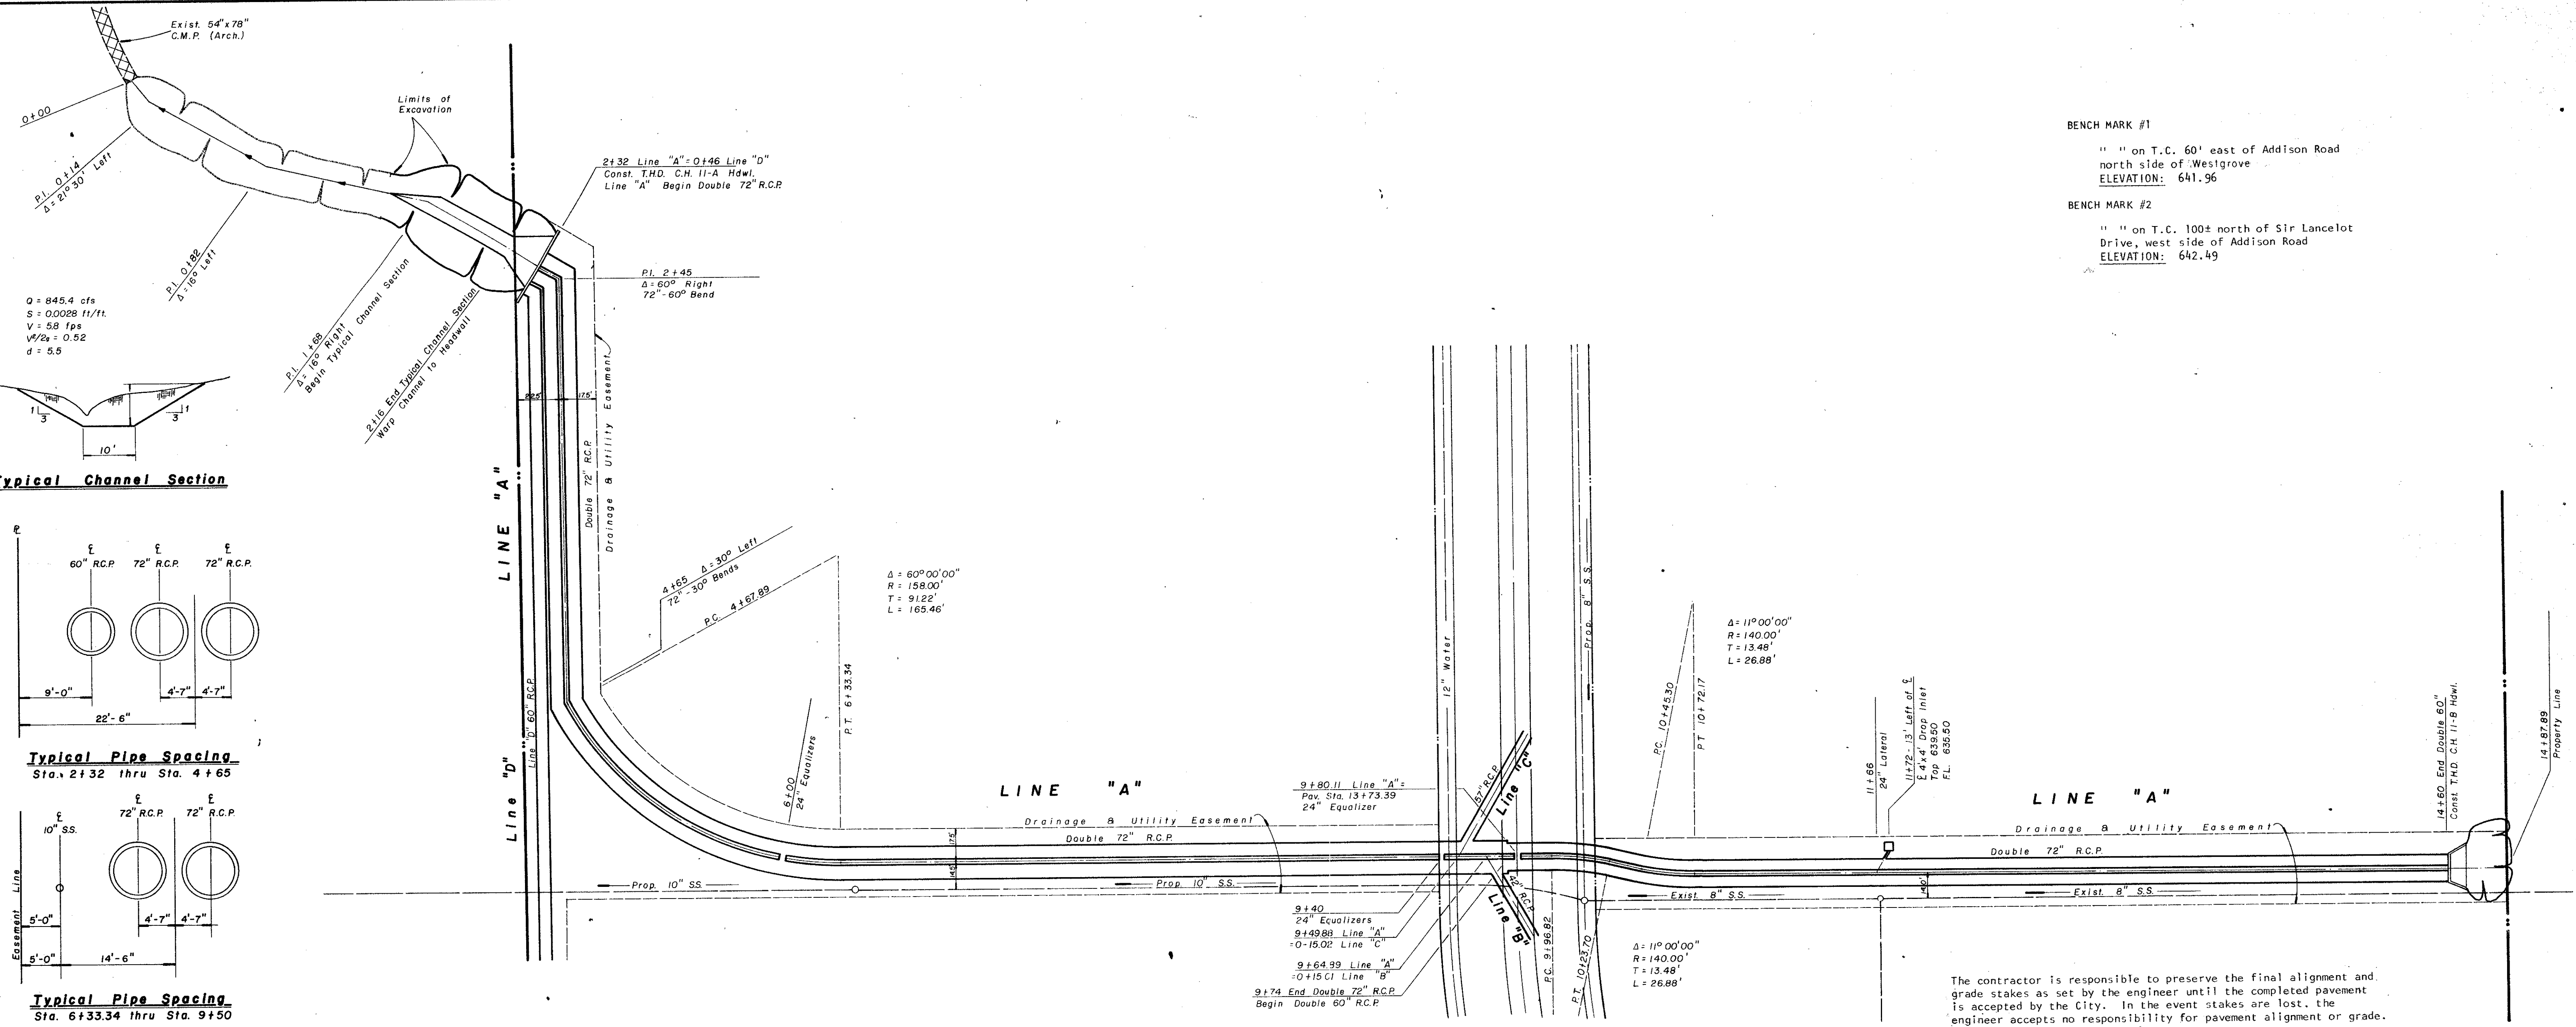 Exist. 54"x78"
C.M.P. (Arch.)
0+00
P.I. 0+14
Δ = 21°30' Left
P.I. 0+82
Δ = 16° Left
P.I. 1+68
Δ = 16° Right
Begin Typical Channel Section
2+16 End Typical Channel Section
Warp Channel to Headwall
Limits of
Excavation
2+32 Line "A" = 0+46 Line "D"
Const. T.H.D. C.H. 11-A Hdwl.
Line "A" Begin Double 72" R.C.P.
P.I. 2+45
Δ = 60° Right
72"-60° Bend
BENCH MARK #1
" " on T.C. 60' east of Addison Road
north side of Westgrove
ELEVATION: 641.96
BENCH MARK #2
" " on T.C. 100± north of Sir Lancelot
Drive, west side of Addison Road
ELEVATION: 642.49
Q = 845.4 cfs
S = 0.0028 ft/ft.
V = 5.8 fps
V²/2g = 0.52
d = 5.5
1
3
3
1
10'
Typical Channel Section
22.5'
17.5'
Double 72" R.C.P.
Drainage & Utility Easement
LINE "A"
Line "D"
Line "D" 60" R.C.P.
60" R.C.P.
72" R.C.P.
72" R.C.P.
9'-0"
4'-7"
4'-7"
22'-6"
Typical Pipe Spacing
Sta. 2+32 thru Sta. 4+65
10" S.S.
72" R.C.P.
72" R.C.P.
Easement Line
5'-0"
4'-7"
4'-7"
5'-0"
14'-6"
Typical Pipe Spacing
Sta. 6+33.34 thru Sta. 9+50
4+65 Δ = 30° Left
72"-30° Bends
P.C. 4+67.89
P.T. 6+33.34
Δ = 60°00'00"
R = 158.00'
T = 91.22'
L = 165.46'
6+00
24" Equalizers
LINE "A"
Drainage & Utility Easement
Double 72" R.C.P.
17.5'
14.5'
Prop. 10" S.S.
Prop. 10" S.S.
12" Water
Prop. 8" S.S.
9+80.11 Line "A" =
Pav. Sta. 13+73.39
24" Equalizer
57" R.C.P.
Line "C"
42" R.C.P.
Line "B"
9+40
24" Equalizers
9+49.88 Line "A"
=0-15.02 Line "C"
9+64.99 Line "A"
=0+15.01 Line "B"
9+74 End Double 72" R.C.P.
Begin Double 60" R.C.P.
P.C. 9+96.82
P.T. 10+23.70
Δ = 11°00'00"
R = 140.00'
T = 13.48'
L = 26.88'
P.C. 10+45.30
P.T. 10+72.17
Δ = 11°00'00"
R = 140.00'
T = 13.48'
L = 26.88'
11+66
24" Lateral
11+72 13' Left of ℄
℄ 4'x4' Drop Inlet
Top 639.50
F.L. 635.50
LINE "A"
Drainage & Utility Easement
Double 72" R.C.P.
14.0'
Exist. 8" S.S.
Exist. 8" S.S.
14+60 End Double 60"
Const. T.H.D. C.H. 11-B Hdwl.
14+87.89
Property Line
The contractor is responsible to preserve the final alignment and
grade stakes as set by the engineer until the completed pavement
is accepted by the City. In the event stakes are lost, the
engineer accepts no responsibility for pavement alignment or grade.